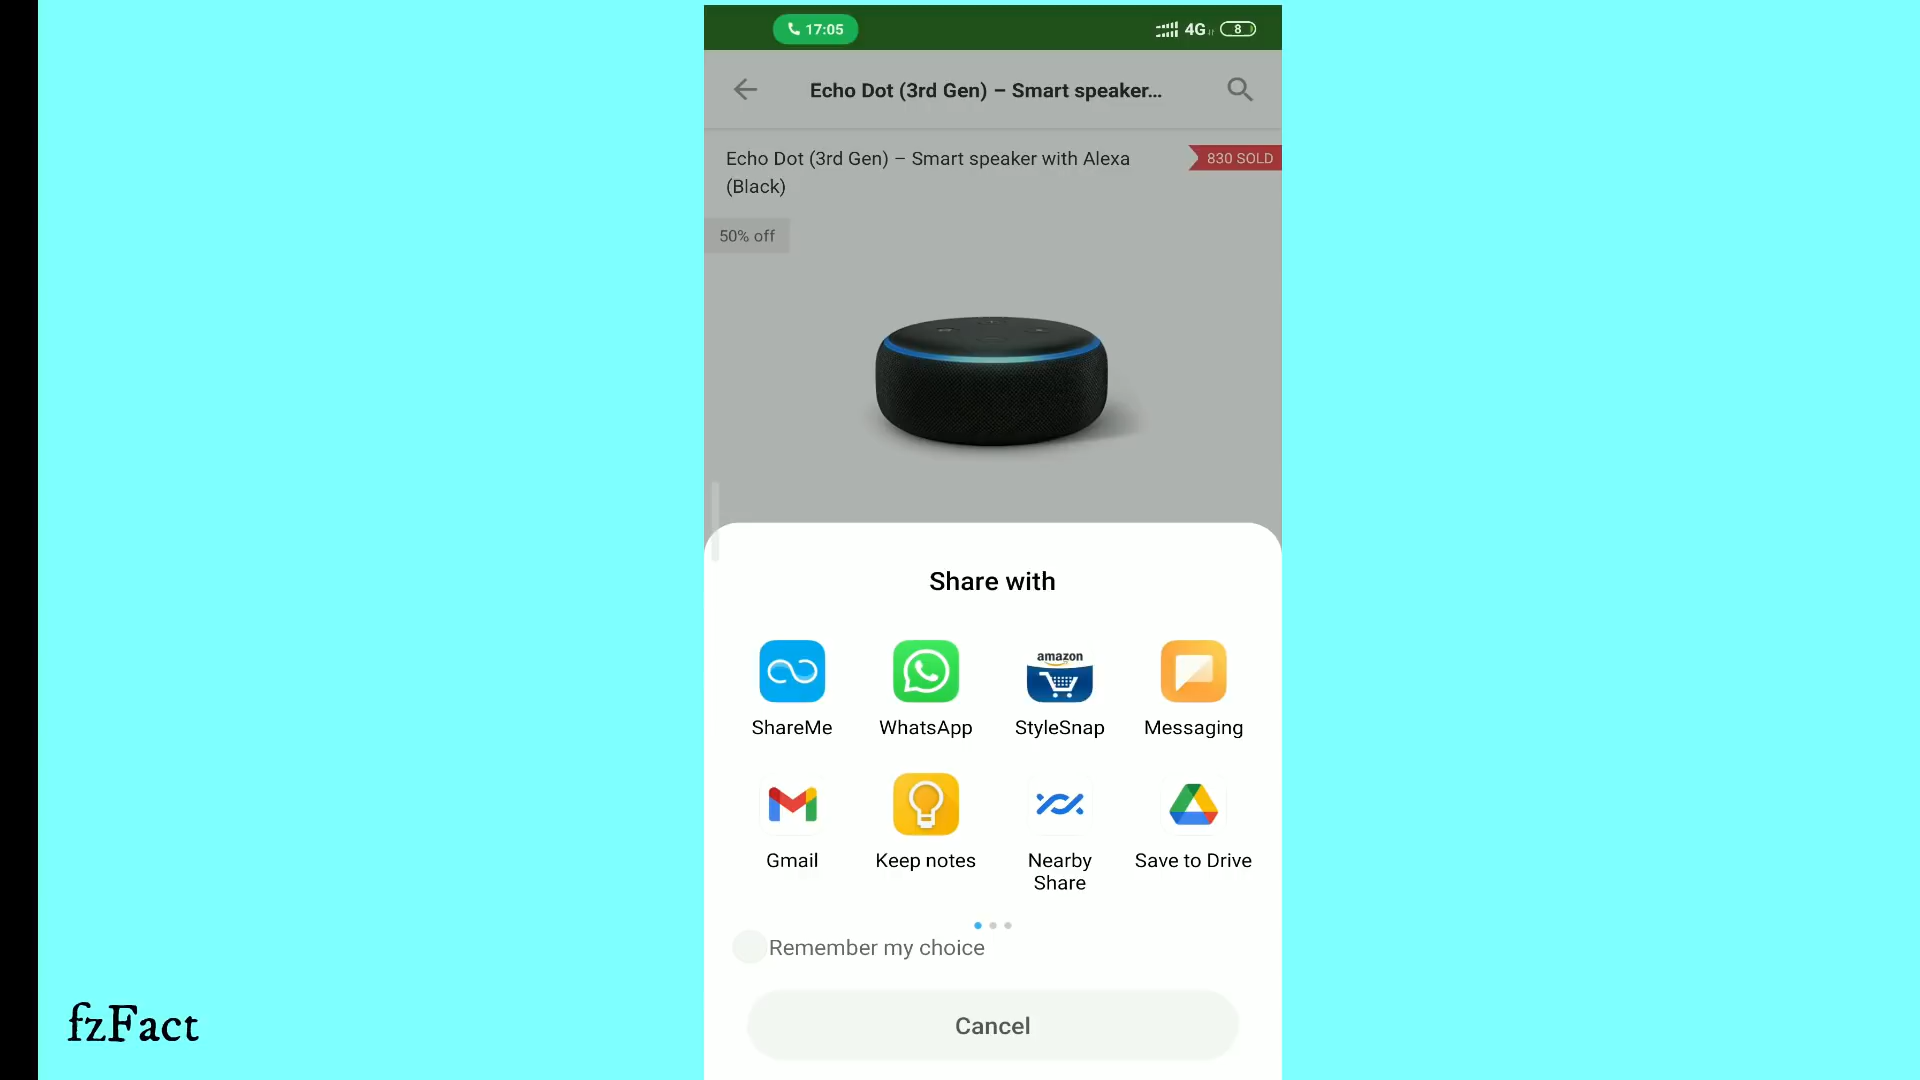 17:05
4G
8
Echo Dot (3rd Gen) – Smart speaker...
Echo Dot (3rd Gen) – Smart speaker with Alexa
(Black)
830 SOLD
50% off
Share with
amazon
ShareMe
WhatsApp
StyleSnap
Messaging
Gmail
Keep notes
Nearby
Share
Save to Drive
Remember my choice
Cancel
fzFact